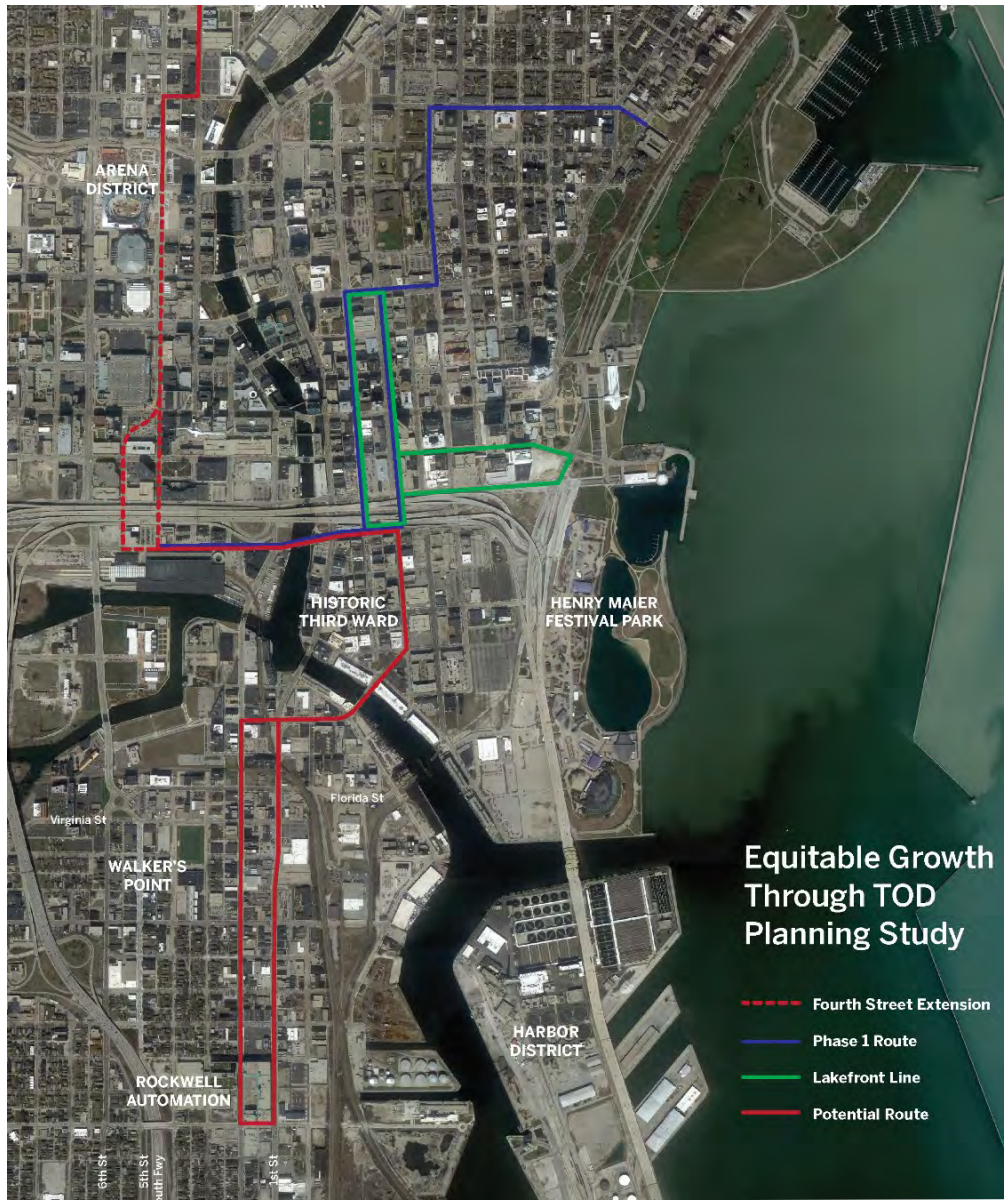 PARK
ARENA
DISTRICT
Y
HISTORIC
THIRD WARD
HENRY MAIER
FESTIVAL PARK
Florida St
Virginia St
WALKER'S
POINT
Equitable Growth
Through TOD
Planning Study
Fourth Street Extension
Phase 1 Route
Lakefront Line
Potential Route
HARBOR
DISTRICT
ROCKWELL
AUTOMATION
6th St
5th St
outh Fwy
1st St